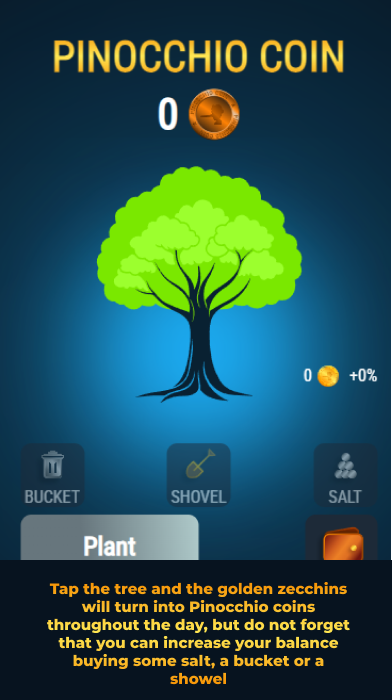 PINOCCHIO COIN
0
0 +0%
BUCKET SHOVEL SALT
Plant
Tap the tree and the golden zecchins
will turn into Pinocchio coins
throughout the day, but do not forget
that you can increase your balance
buying some salt, a bucket or a
showel